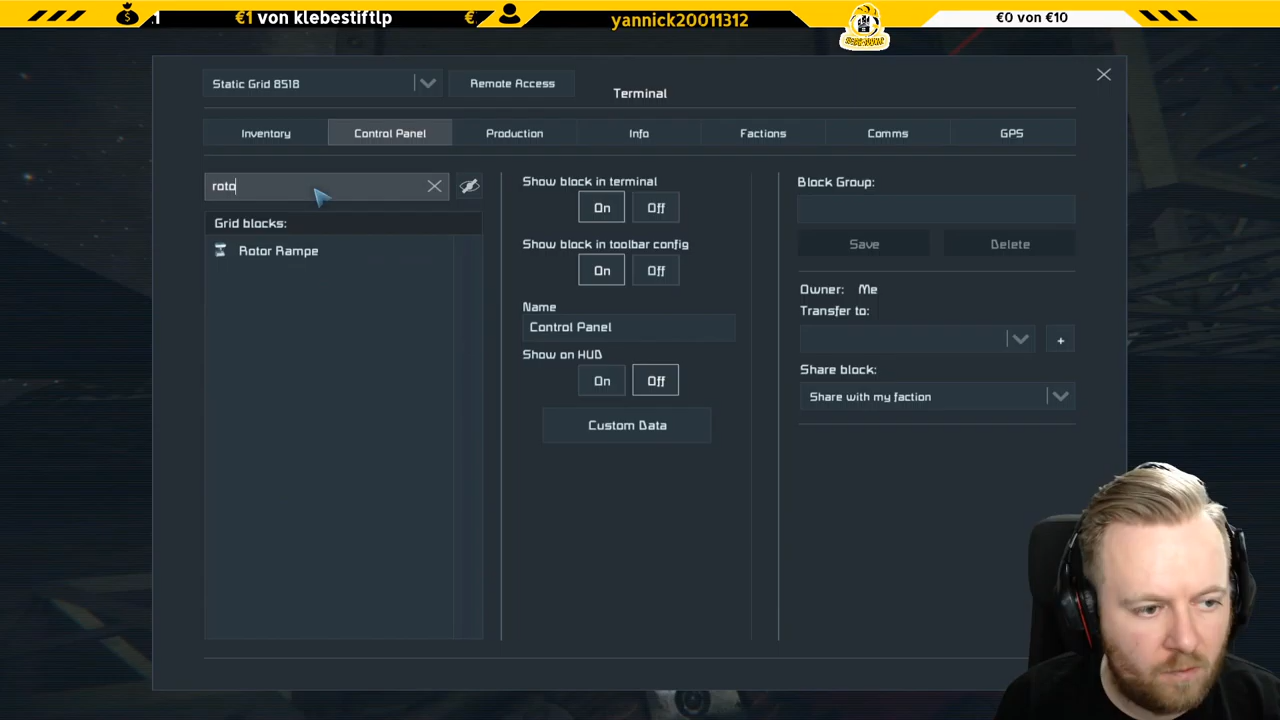 1
€1 von klebestiftlp
€
yannick20011312
€0 von €10
Static Grid 8518
Remote Access
Terminal
Inventory
Control Panel
Production
Info
Factions
Comms
GPS
roto
Grid blocks:
Rotor Rampe
Show block in terminal
On
Off
Show block in toolbar config
On
Off
Name
Control Panel
Show on HUD
On
Off
Custom Data
Block Group:
Save
Delete
Owner: Me
Transfer to:
+
Share block:
Share with my faction